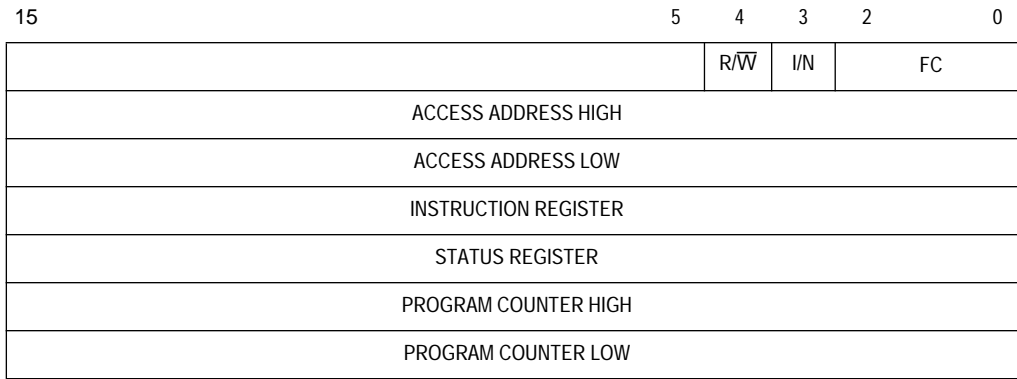 15 5 4 3 2 0
R/W̅ I/N FC
ACCESS ADDRESS HIGH
ACCESS ADDRESS LOW
INSTRUCTION REGISTER
STATUS REGISTER
PROGRAM COUNTER HIGH
PROGRAM COUNTER LOW